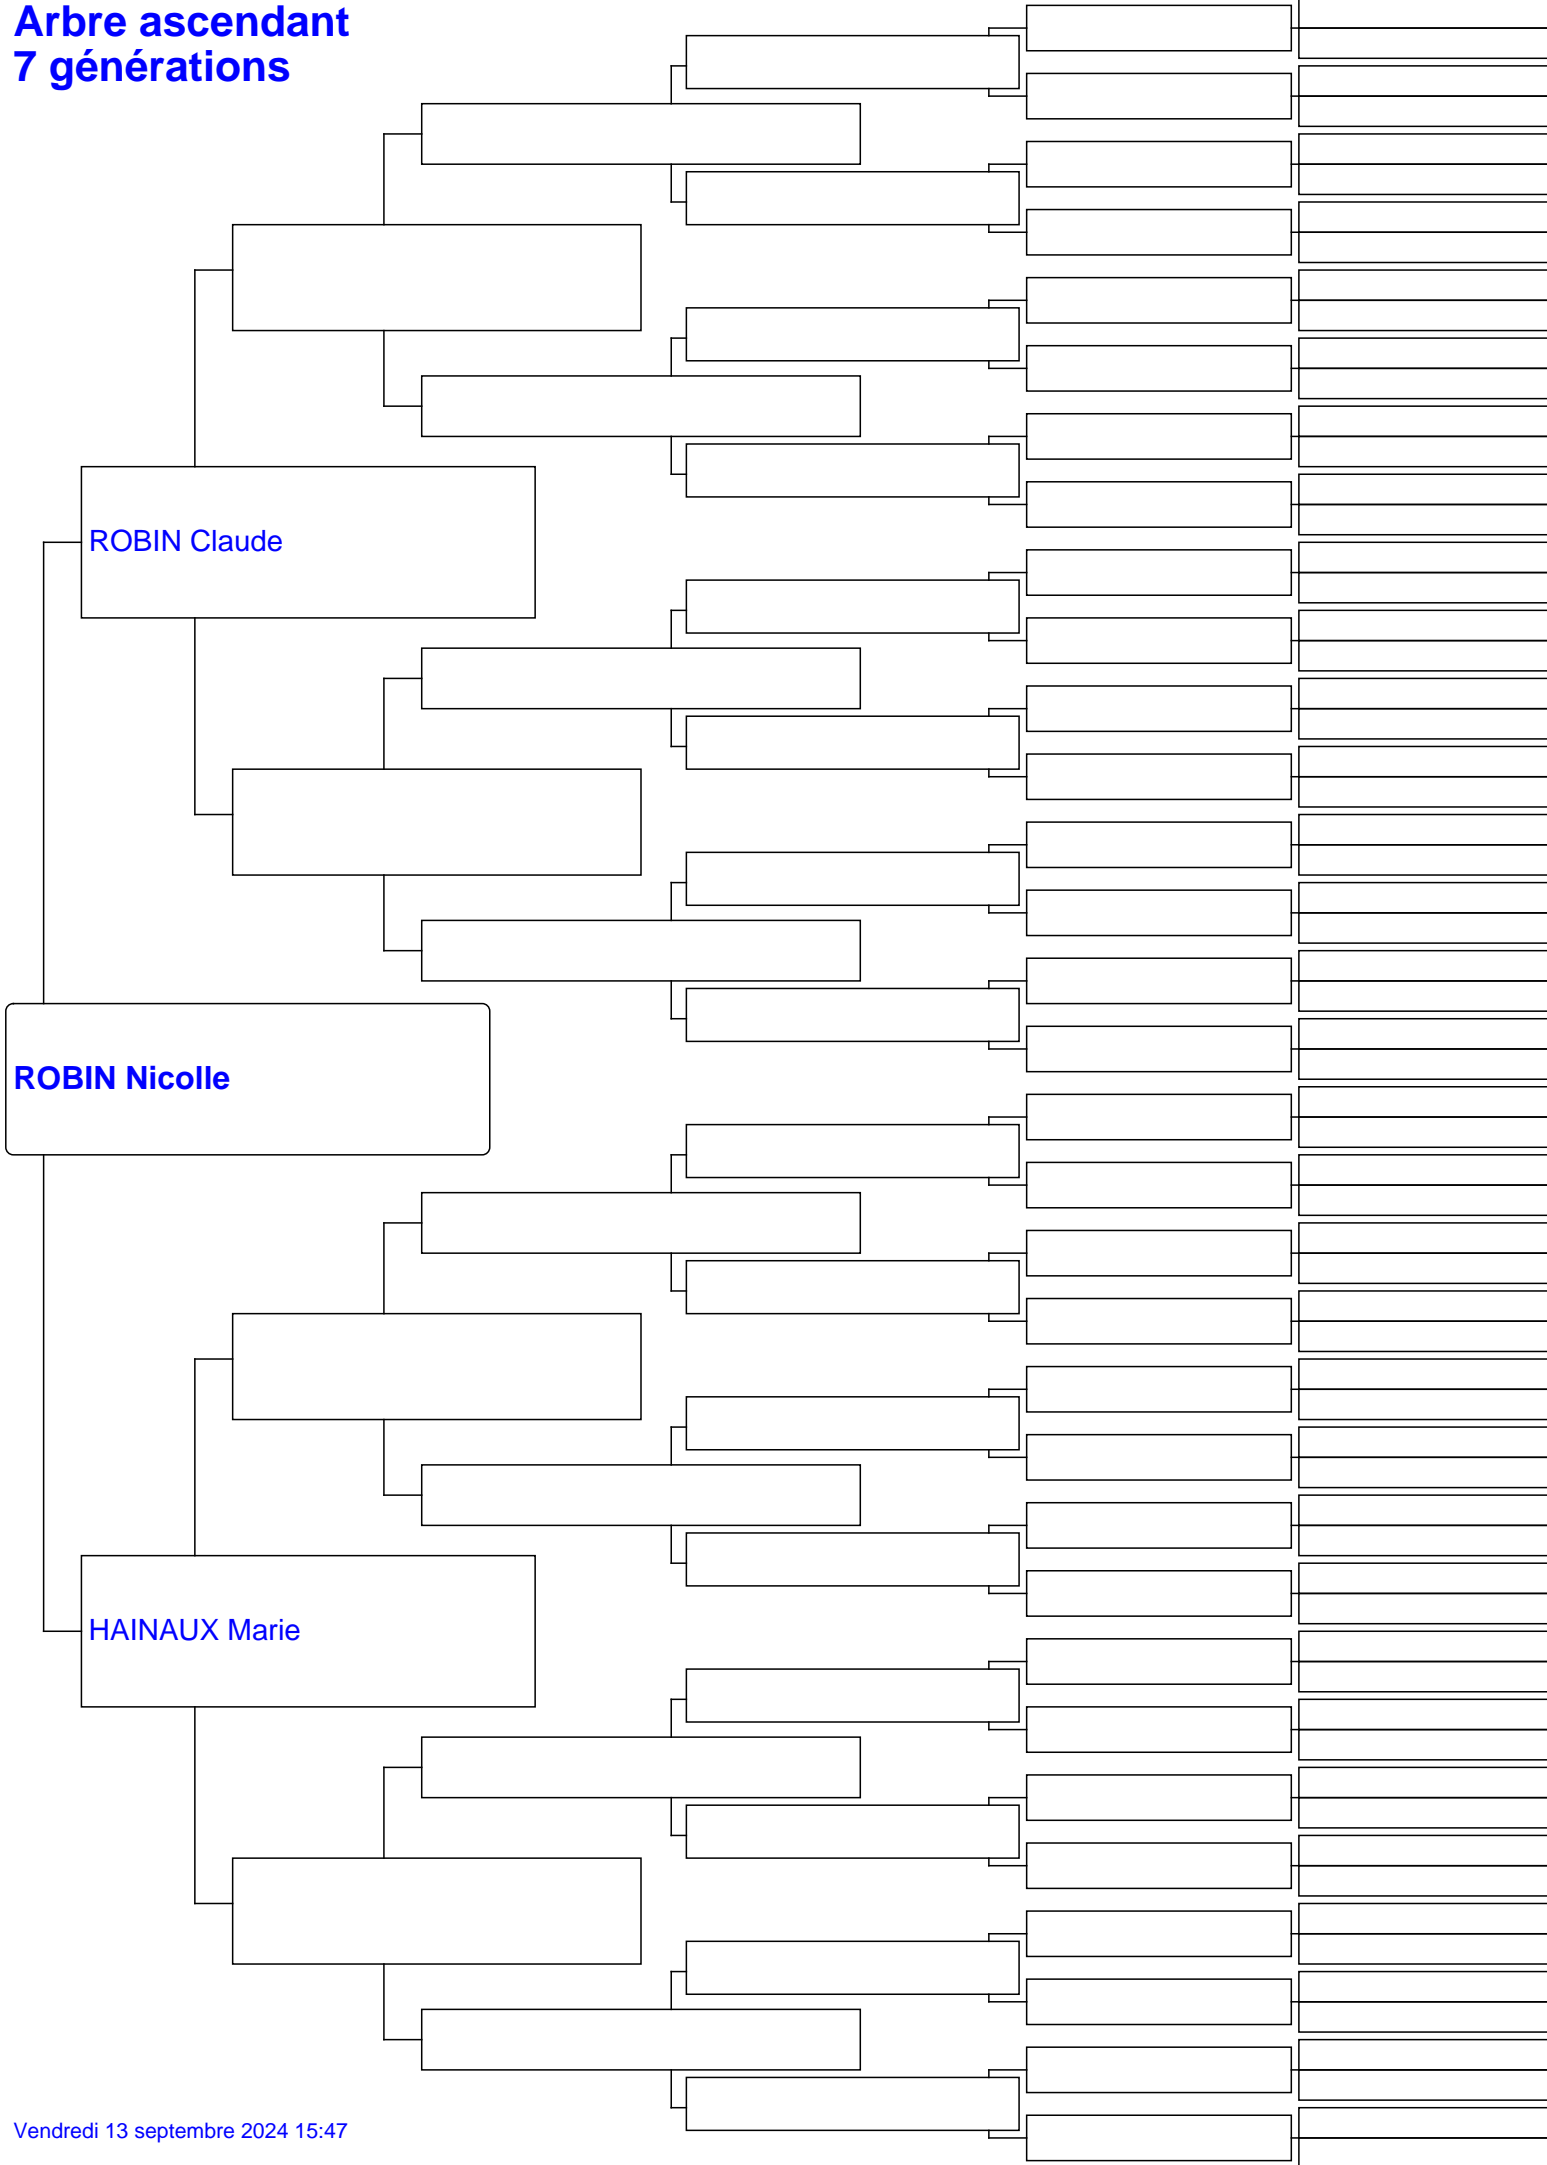 Arbre ascendant
7 générations
ROBIN Claude
ROBIN Nicolle
HAINAUX Marie
Vendredi 13 septembre 2024 15:47